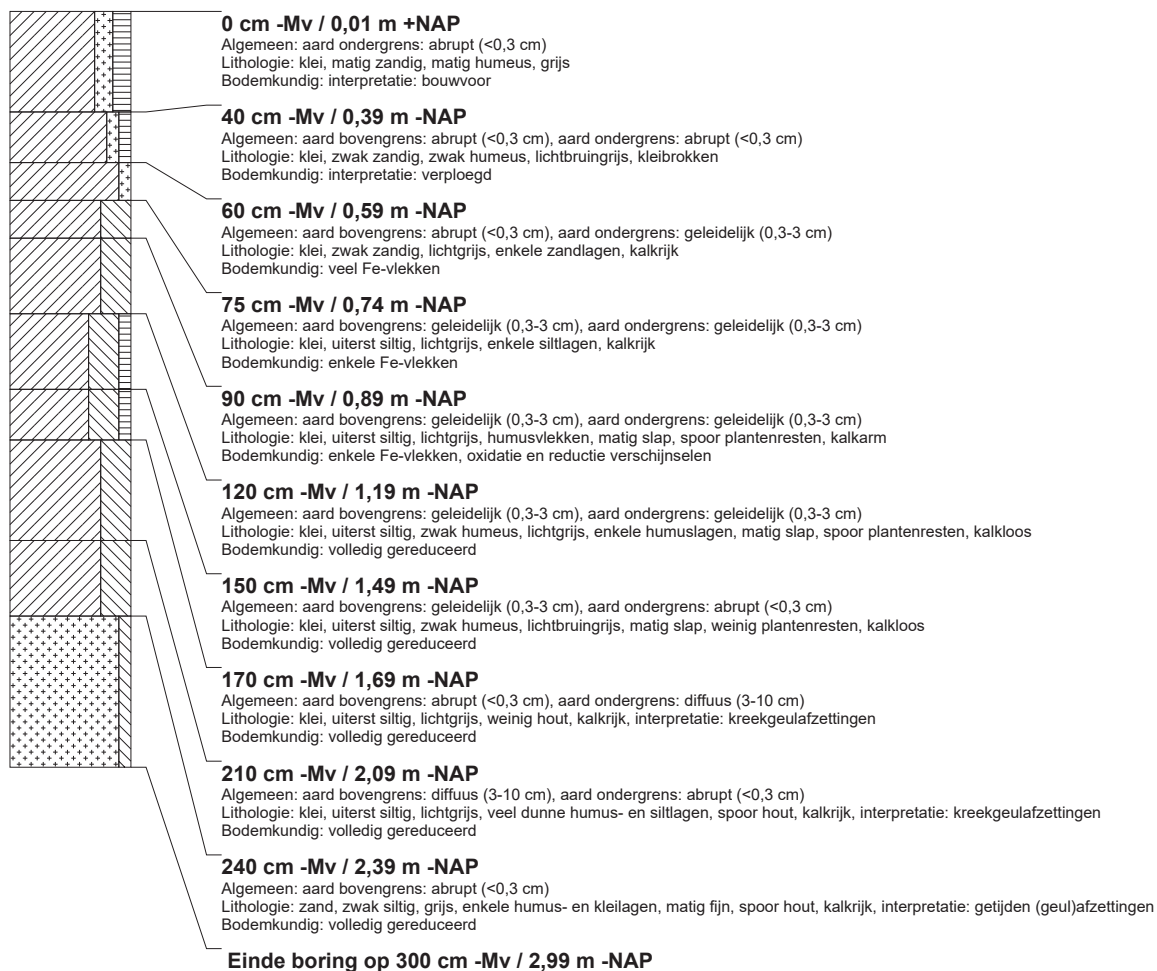 0 cm -Mv / 0,01 m +NAP
Algemeen: aard ondergrens: abrupt (<0,3 cm)
Lithologie: klei, matig zandig, matig humeus, grijs
Bodemkundig: interpretatie: bouwvoor
40 cm -Mv / 0,39 m -NAP
Algemeen: aard bovengrens: abrupt (<0,3 cm), aard ondergrens: abrupt (<0,3 cm)
Lithologie: klei, zwak zandig, zwak humeus, lichtbruingrijs, kleibrokken
Bodemkundig: interpretatie: verploegd
60 cm -Mv / 0,59 m -NAP
Algemeen: aard bovengrens: abrupt (<0,3 cm), aard ondergrens: geleidelijk (0,3-3 cm)
Lithologie: klei, zwak zandig, lichtgrijs, enkele zandlagen, kalkrijk
Bodemkundig: veel Fe-vlekken
75 cm -Mv / 0,74 m -NAP
Algemeen: aard bovengrens: geleidelijk (0,3-3 cm), aard ondergrens: geleidelijk (0,3-3 cm)
Lithologie: klei, uiterst siltig, lichtgrijs, enkele siltlagen, kalkrijk
Bodemkundig: enkele Fe-vlekken
90 cm -Mv / 0,89 m -NAP
Algemeen: aard bovengrens: geleidelijk (0,3-3 cm), aard ondergrens: geleidelijk (0,3-3 cm)
Lithologie: klei, uiterst siltig, lichtgrijs, humusvlekken, matig slap, spoor plantenresten, kalkarm
Bodemkundig: enkele Fe-vlekken, oxidatie en reductie verschijnselen
120 cm -Mv / 1,19 m -NAP
Algemeen: aard bovengrens: geleidelijk (0,3-3 cm), aard ondergrens: geleidelijk (0,3-3 cm)
Lithologie: klei, uiterst siltig, zwak humeus, lichtgrijs, enkele humuslagen, matig slap, spoor plantenresten, kalkloos
Bodemkundig: volledig gereduceerd
150 cm -Mv / 1,49 m -NAP
Algemeen: aard bovengrens: geleidelijk (0,3-3 cm), aard ondergrens: abrupt (<0,3 cm)
Lithologie: klei, uiterst siltig, zwak humeus, lichtbruingrijs, matig slap, weinig plantenresten, kalkloos
Bodemkundig: volledig gereduceerd
170 cm -Mv / 1,69 m -NAP
Algemeen: aard bovengrens: abrupt (<0,3 cm), aard ondergrens: diffuus (3-10 cm)
Lithologie: klei, uiterst siltig, lichtgrijs, weinig hout, kalkrijk, interpretatie: kreekgeulafzettingen
Bodemkundig: volledig gereduceerd
210 cm -Mv / 2,09 m -NAP
Algemeen: aard bovengrens: diffuus (3-10 cm), aard ondergrens: abrupt (<0,3 cm)
Lithologie: klei, uiterst siltig, lichtgrijs, veel dunne humus- en siltlagen, spoor hout, kalkrijk, interpretatie: kreekgeulafzettingen
Bodemkundig: volledig gereduceerd
240 cm -Mv / 2,39 m -NAP
Algemeen: aard bovengrens: abrupt (<0,3 cm)
Lithologie: zand, zwak siltig, grijs, enkele humus- en kleilagen, matig fijn, spoor hout, kalkrijk, interpretatie: getijden (geul)afzettingen
Bodemkundig: volledig gereduceerd
Einde boring op 300 cm -Mv / 2,99 m -NAP